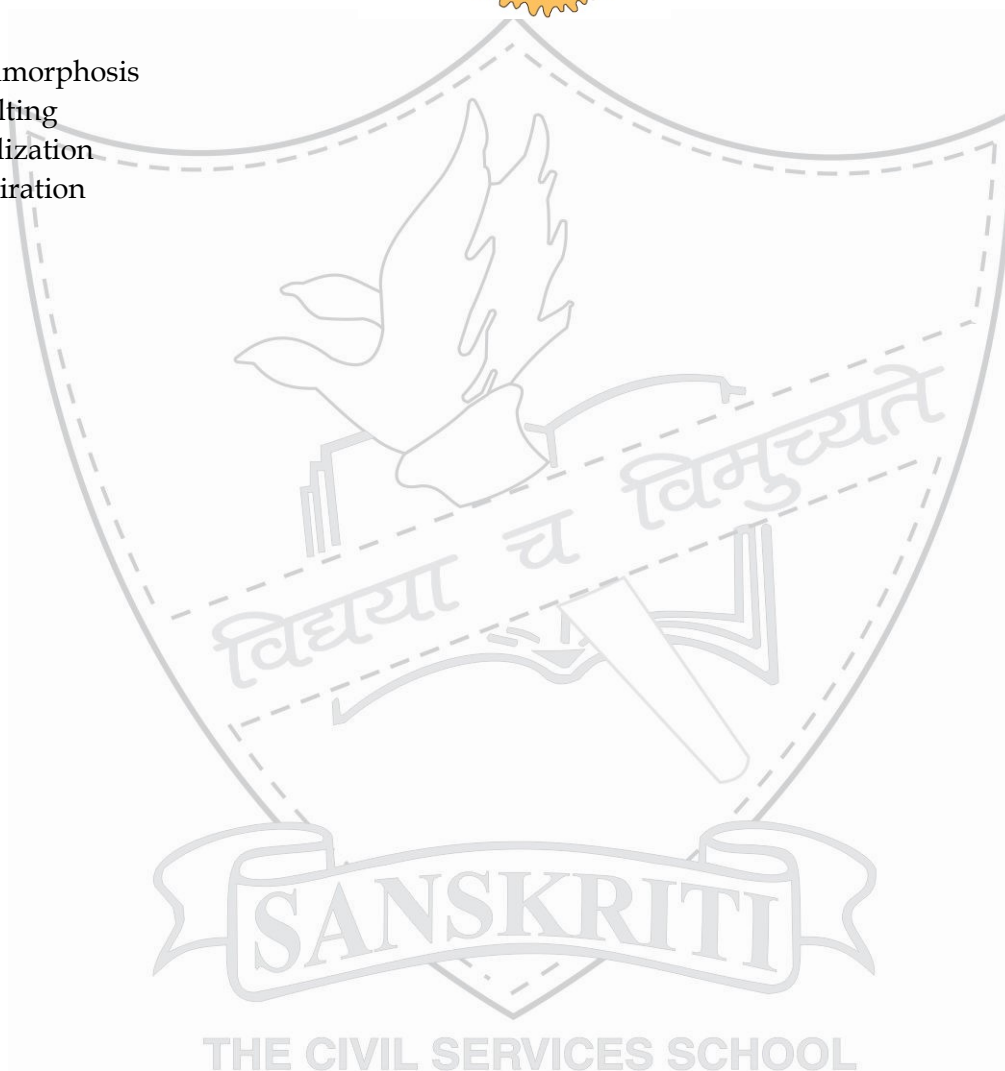 amorphosis
lting
lization
iration
विद्यया च विमुच्यते
SANSKRITI
THE CIVIL SERVICES SCHOOL